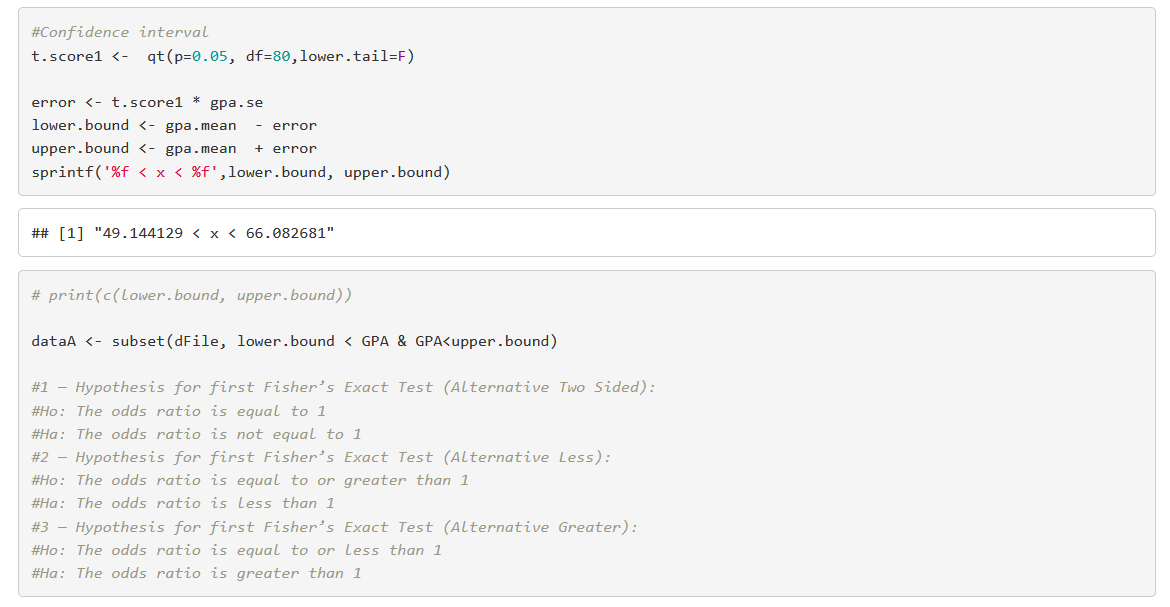 #Confidence interval
t.score1 <-  qt(p=0.05, df=80,lower.tail=F)
error <- t.score1 * gpa.se
lower.bound <- gpa.mean  - error
upper.bound <- gpa.mean  + error
sprintf('%f < x < %f',lower.bound, upper.bound)
## [1] "49.144129 < x < 66.082681"
# print(c(lower.bound, upper.bound))
dataA <- subset(dFile, lower.bound < GPA & GPA<upper.bound)
#1 – Hypothesis for first Fisher’s Exact Test (Alternative Two Sided):
#Ho: The odds ratio is equal to 1
#Ha: The odds ratio is not equal to 1
#2 – Hypothesis for first Fisher’s Exact Test (Alternative Less):
#Ho: The odds ratio is equal to or greater than 1
#Ha: The odds ratio is less than 1
#3 – Hypothesis for first Fisher’s Exact Test (Alternative Greater):
#Ho: The odds ratio is equal to or less than 1
#Ha: The odds ratio is greater than 1